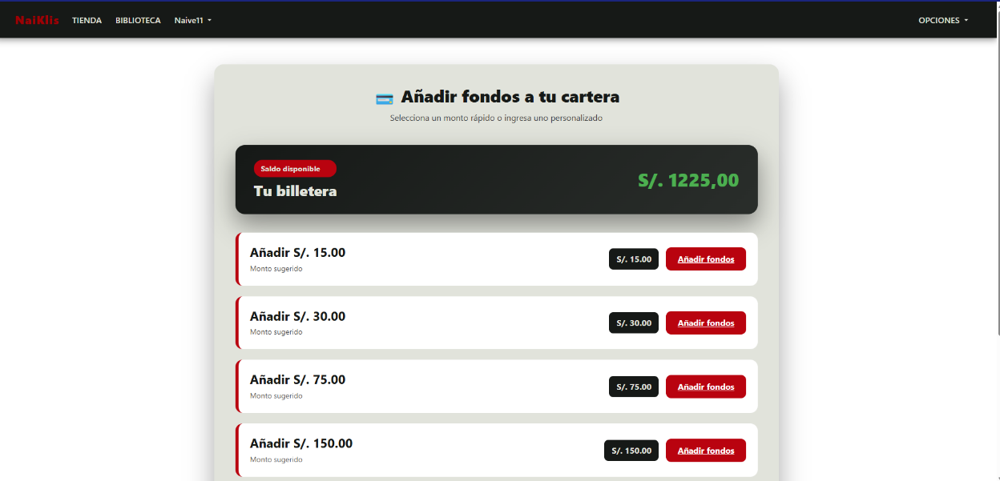 NaiKlis TIENDA BIBLIOTECA Naive11 OPCIONES
Añadir fondos a tu cartera
Selecciona un monto rápido o ingresa uno personalizado
Saldo disponible
Tu billetera
S/. 1225,00
Añadir S/. 15.00
Monto sugerido
S/. 15.00 Añadir fondos
Añadir S/. 30.00
Monto sugerido
S/. 30.00 Añadir fondos
Añadir S/. 75.00
Monto sugerido
S/. 75.00 Añadir fondos
Añadir S/. 150.00
Monto sugerido
S/. 150.00 Añadir fondos